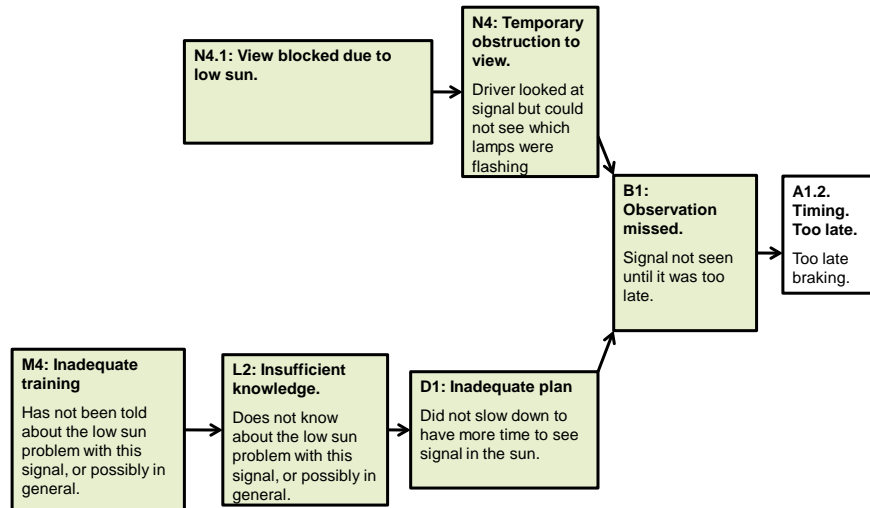 N4.1: View blocked due to
low sun.
N4: Temporary
obstruction to
view.
Driver looked at
signal but could
not see which
lamps were
flashing
B1:
Observation
missed.
Signal not seen
until it was too
late.
A1.2.
Timing.
Too late.
Too late
braking.
M4: Inadequate
training
Has not been told
about the low sun
problem with this
signal, or possibly in
general.
L2: Insufficient
knowledge.
Does not know
about the low sun
problem with this
signal, or possibly in
general.
D1: Inadequate plan
Did not slow down to
have more time to see
signal in the sun.